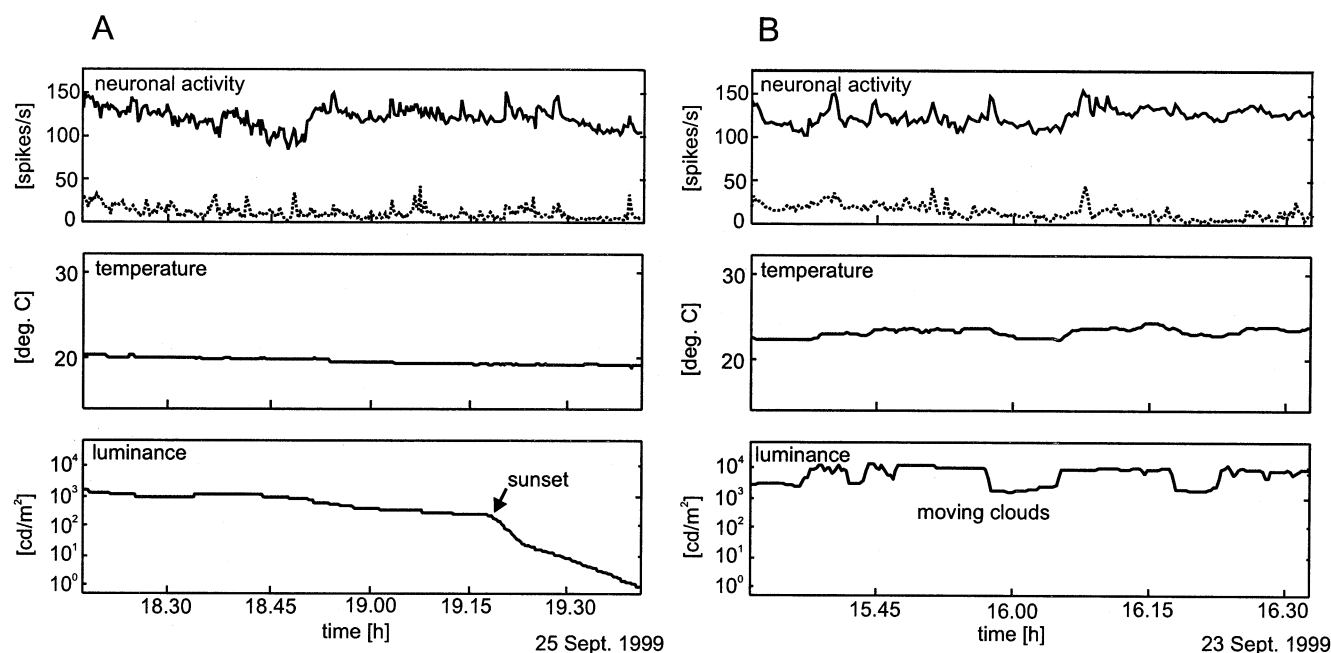 A
neuronal activity
[spikes/s]
150
100
50
0
temperature
[deg. C]
30
20
luminance
[cd/m²]
10⁴
10³
10²
10¹
10⁰
sunset
18.30 18.45 19.00 19.15 19.30
time [h]
25 Sept. 1999
B
neuronal activity
[spikes/s]
150
100
50
0
temperature
[deg. C]
30
20
luminance
[cd/m²]
10⁴
10³
10²
10¹
10⁰
moving clouds
15.45 16.00 16.15 16.30
time [h]
23 Sept. 1999